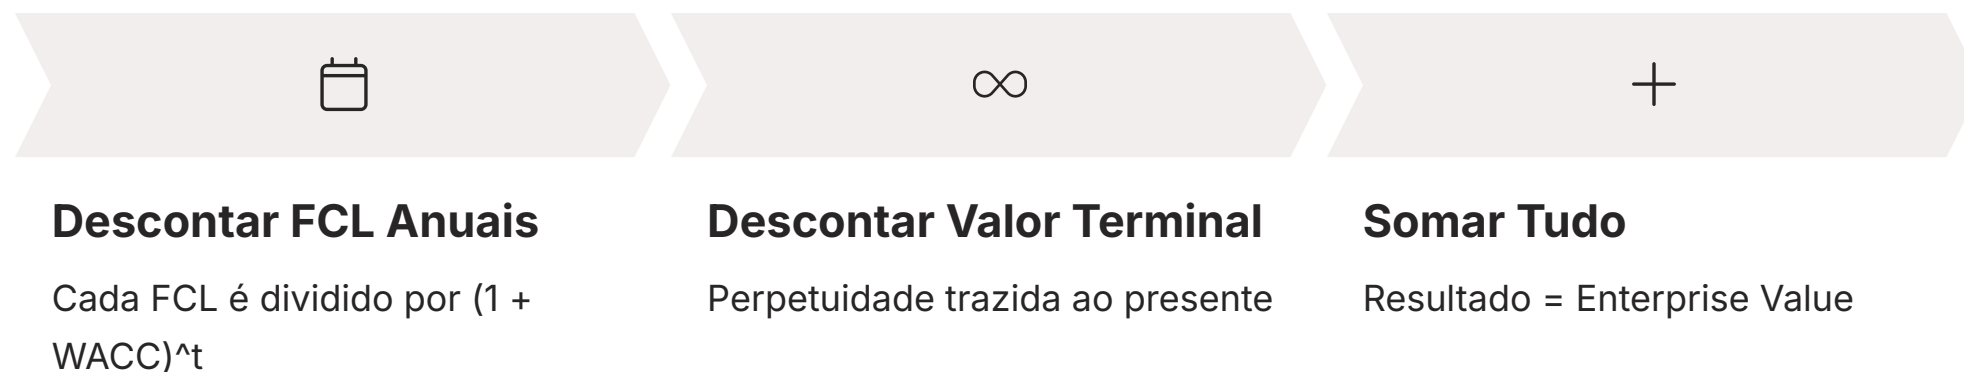 Descontar FCL Anuais
Cada FCL é dividido por (1 +
WACC)^t
Descontar Valor Terminal
Perpetuidade trazida ao presente
Somar Tudo
Resultado = Enterprise Value